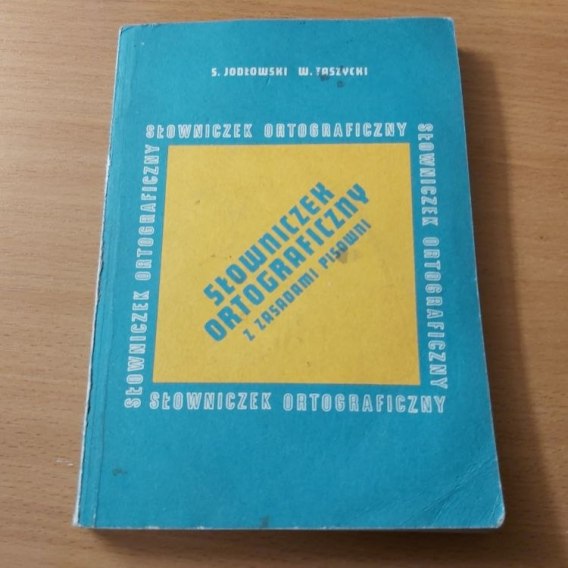 S. JODŁOWSKI W. TASZYCKI
SŁOWNICZEK ORTOGRAFICZNY
SŁOWNICZEK ORTOGRAFICZNY
SŁOWNICZEK
ORTOGRAFICZNY
Z ZASADAMI PISOWNI
SŁOWNICZEK ORTOGRAFICZNY
SŁOWNICZEK ORTOGRAFICZNY